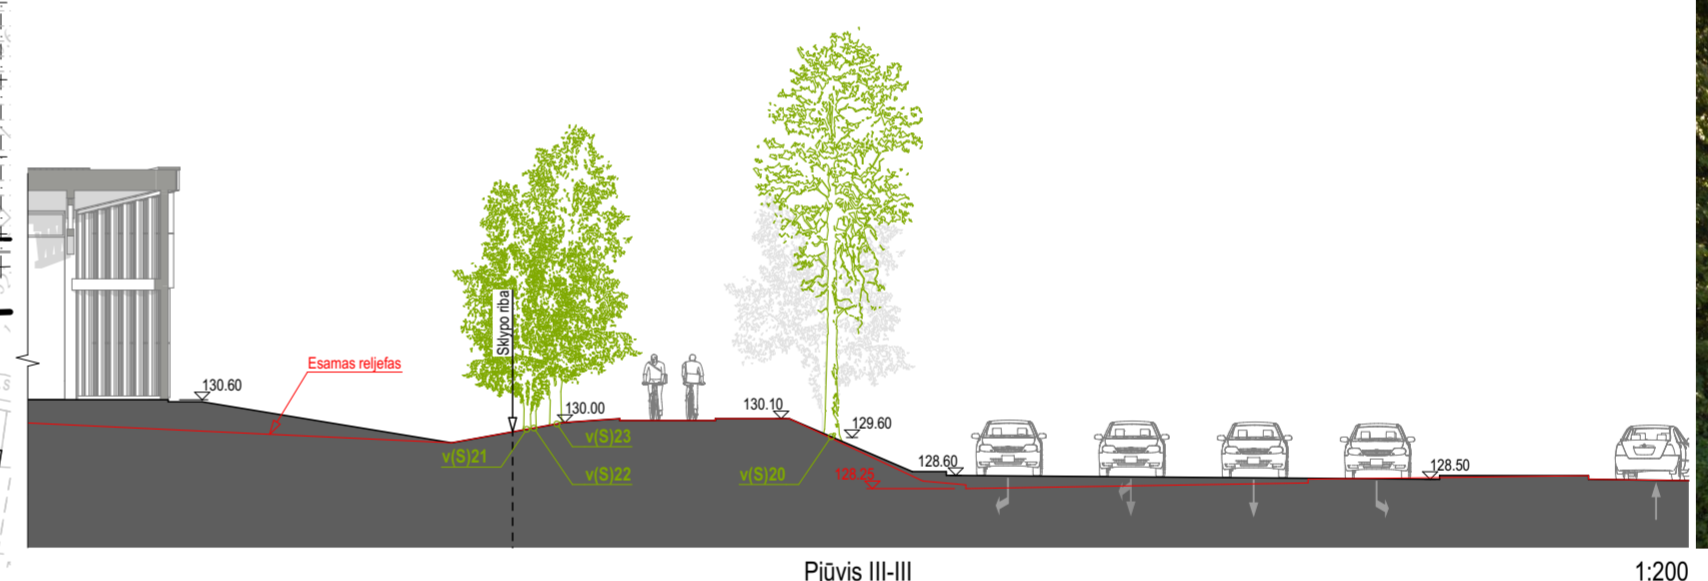 Sklypo riba
Esamas reljefas
130.60
130.00
130.10
129.60
v(S)23
v(S)21
v(S)22
v(S)20
128.60
128.25
128.50
Pjūvis III-III
1:200